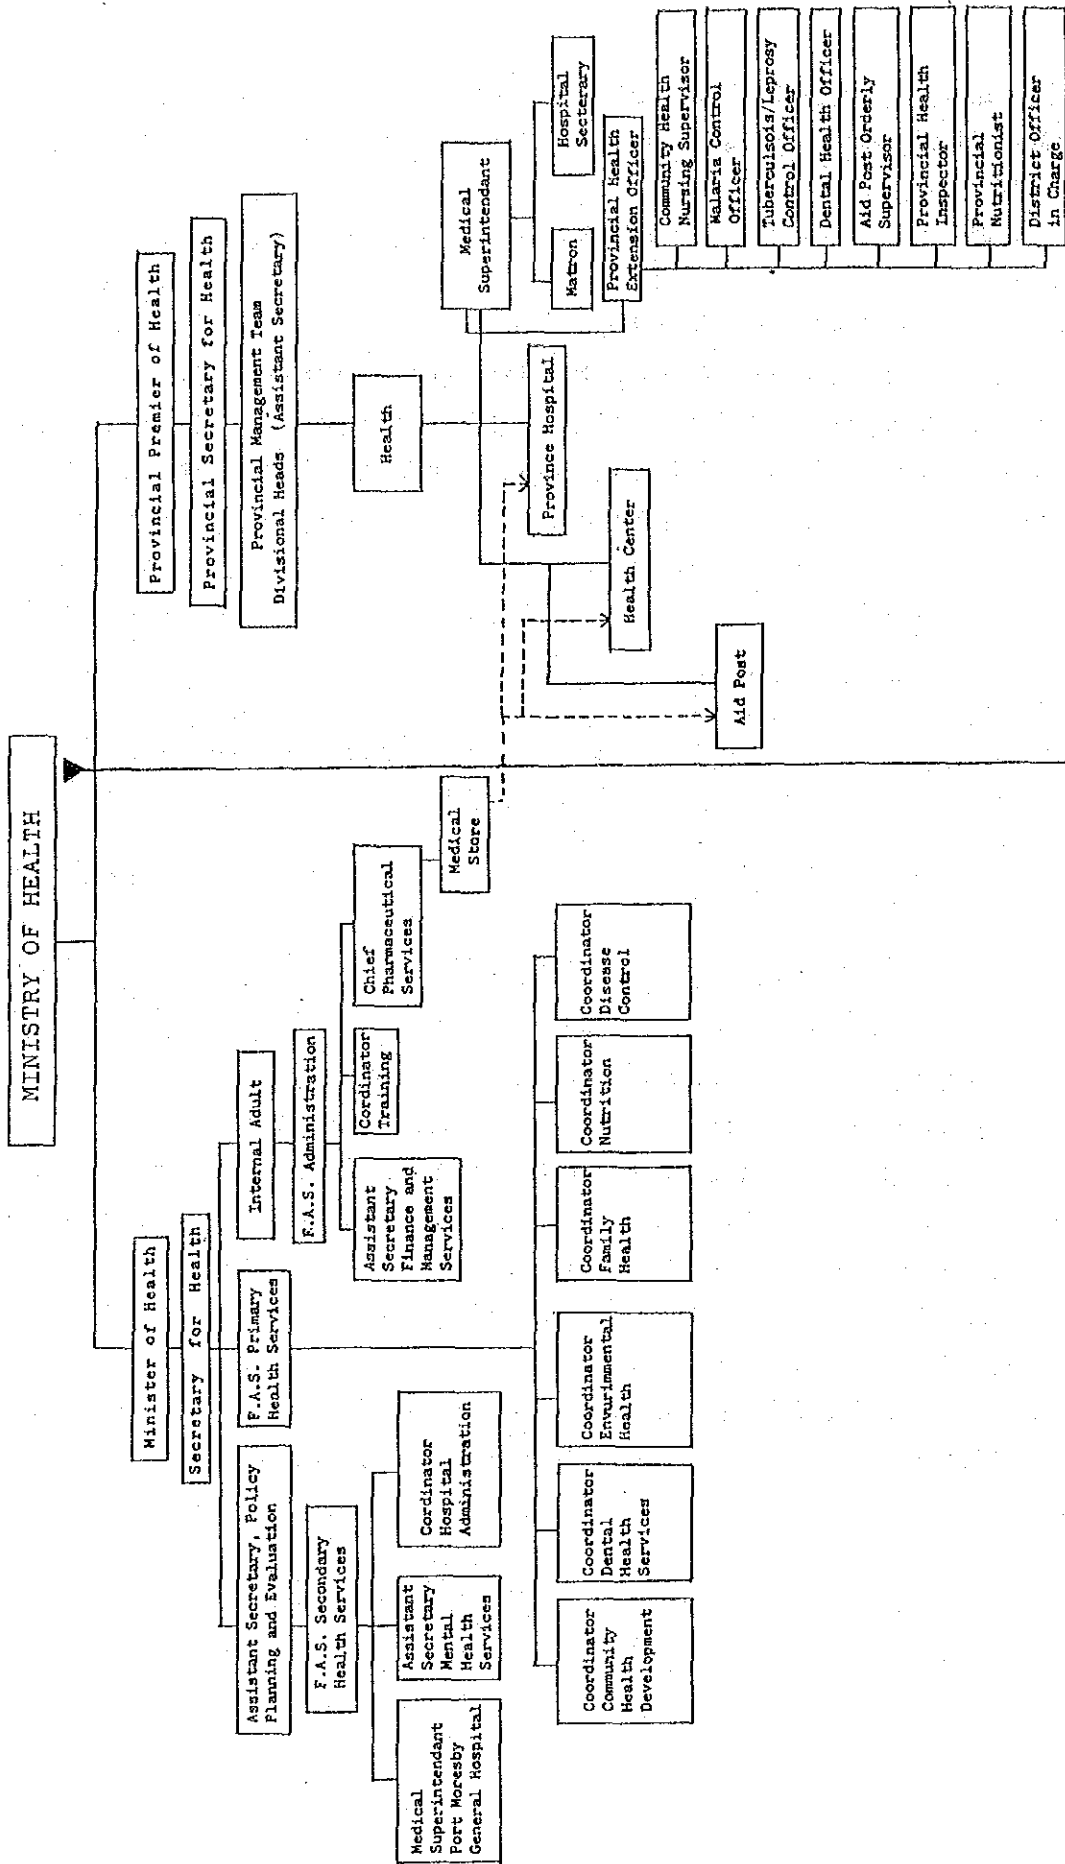 MINISTRY OF HEALTH
Minister of Health
Secretary for Health
Assistant Secretary, Policy
Planning and Evaluation
F.A.S. Primary
Health Services
Internal Adult
F.A.S. Secondary
Health Services
F.A.S. Administration
Medical
Superintendant
Port Moresby
General Hospital
Assistant
Secretary
Mental
Health
Services
Cordinator
Hospital
Administration
Assistant
Secretary
Finance and
Management
Services
Cordinator
Training
Chief
Pharmaceutical
Services
Medical
Store
Coordinator
Community
Health
Development
Coordinator
Dental
Health
Services
Coordinator
Envurimmental
Health
Coordinator
Family
Health
Coordinator
Nutrition
Coordinator
Disease
Control
Provincial Premier of Health
Provincial Secretary for Health
Provincial Management Team
Divisional Heads (Assistant Secretary)
Health
Medical
Superintendant
Matron
Hospital
Secterary
Province Hospital
Health Center
Aid Post
Provincial Health
Extension Officer
Community Health
Nursing Supervisor
Malaria Control
Officer
Tuberculsois/Leprosy
Control Officer
Dental Health Officer
Aid Post Orderly
Supervisor
Provincial Health
Inspector
Provincial
Nutritionist
District Officer
in Charge